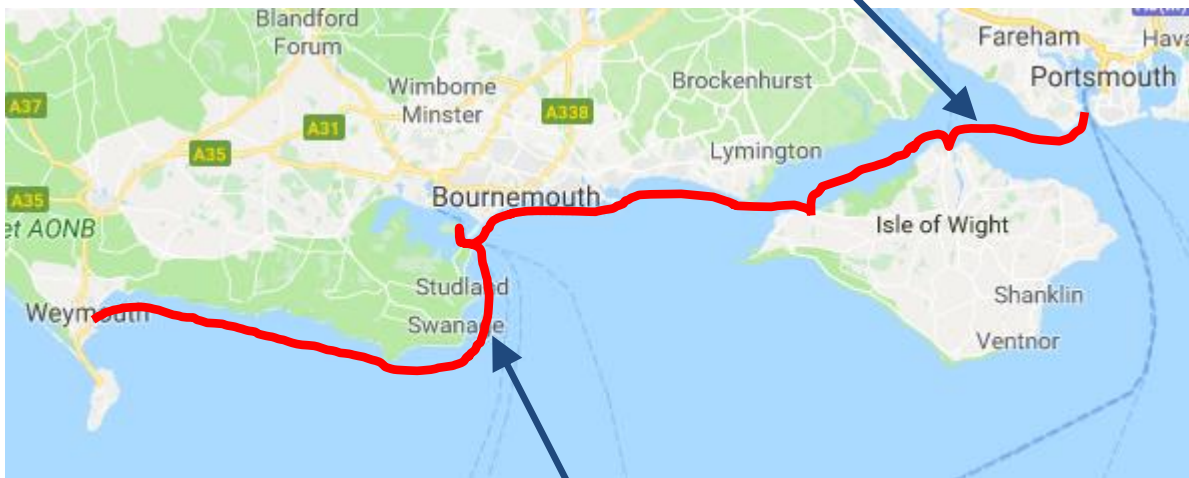 Blandford
Forum
Fareham
Hava
Portsmouth
Wimborne
Minster
Brockenhurst
A37
A338
A31
A35
Lymington
A35
Bournemouth
et AONB
Isle of Wight
Studland
Shanklin
Weymouth
Swanage
Ventnor